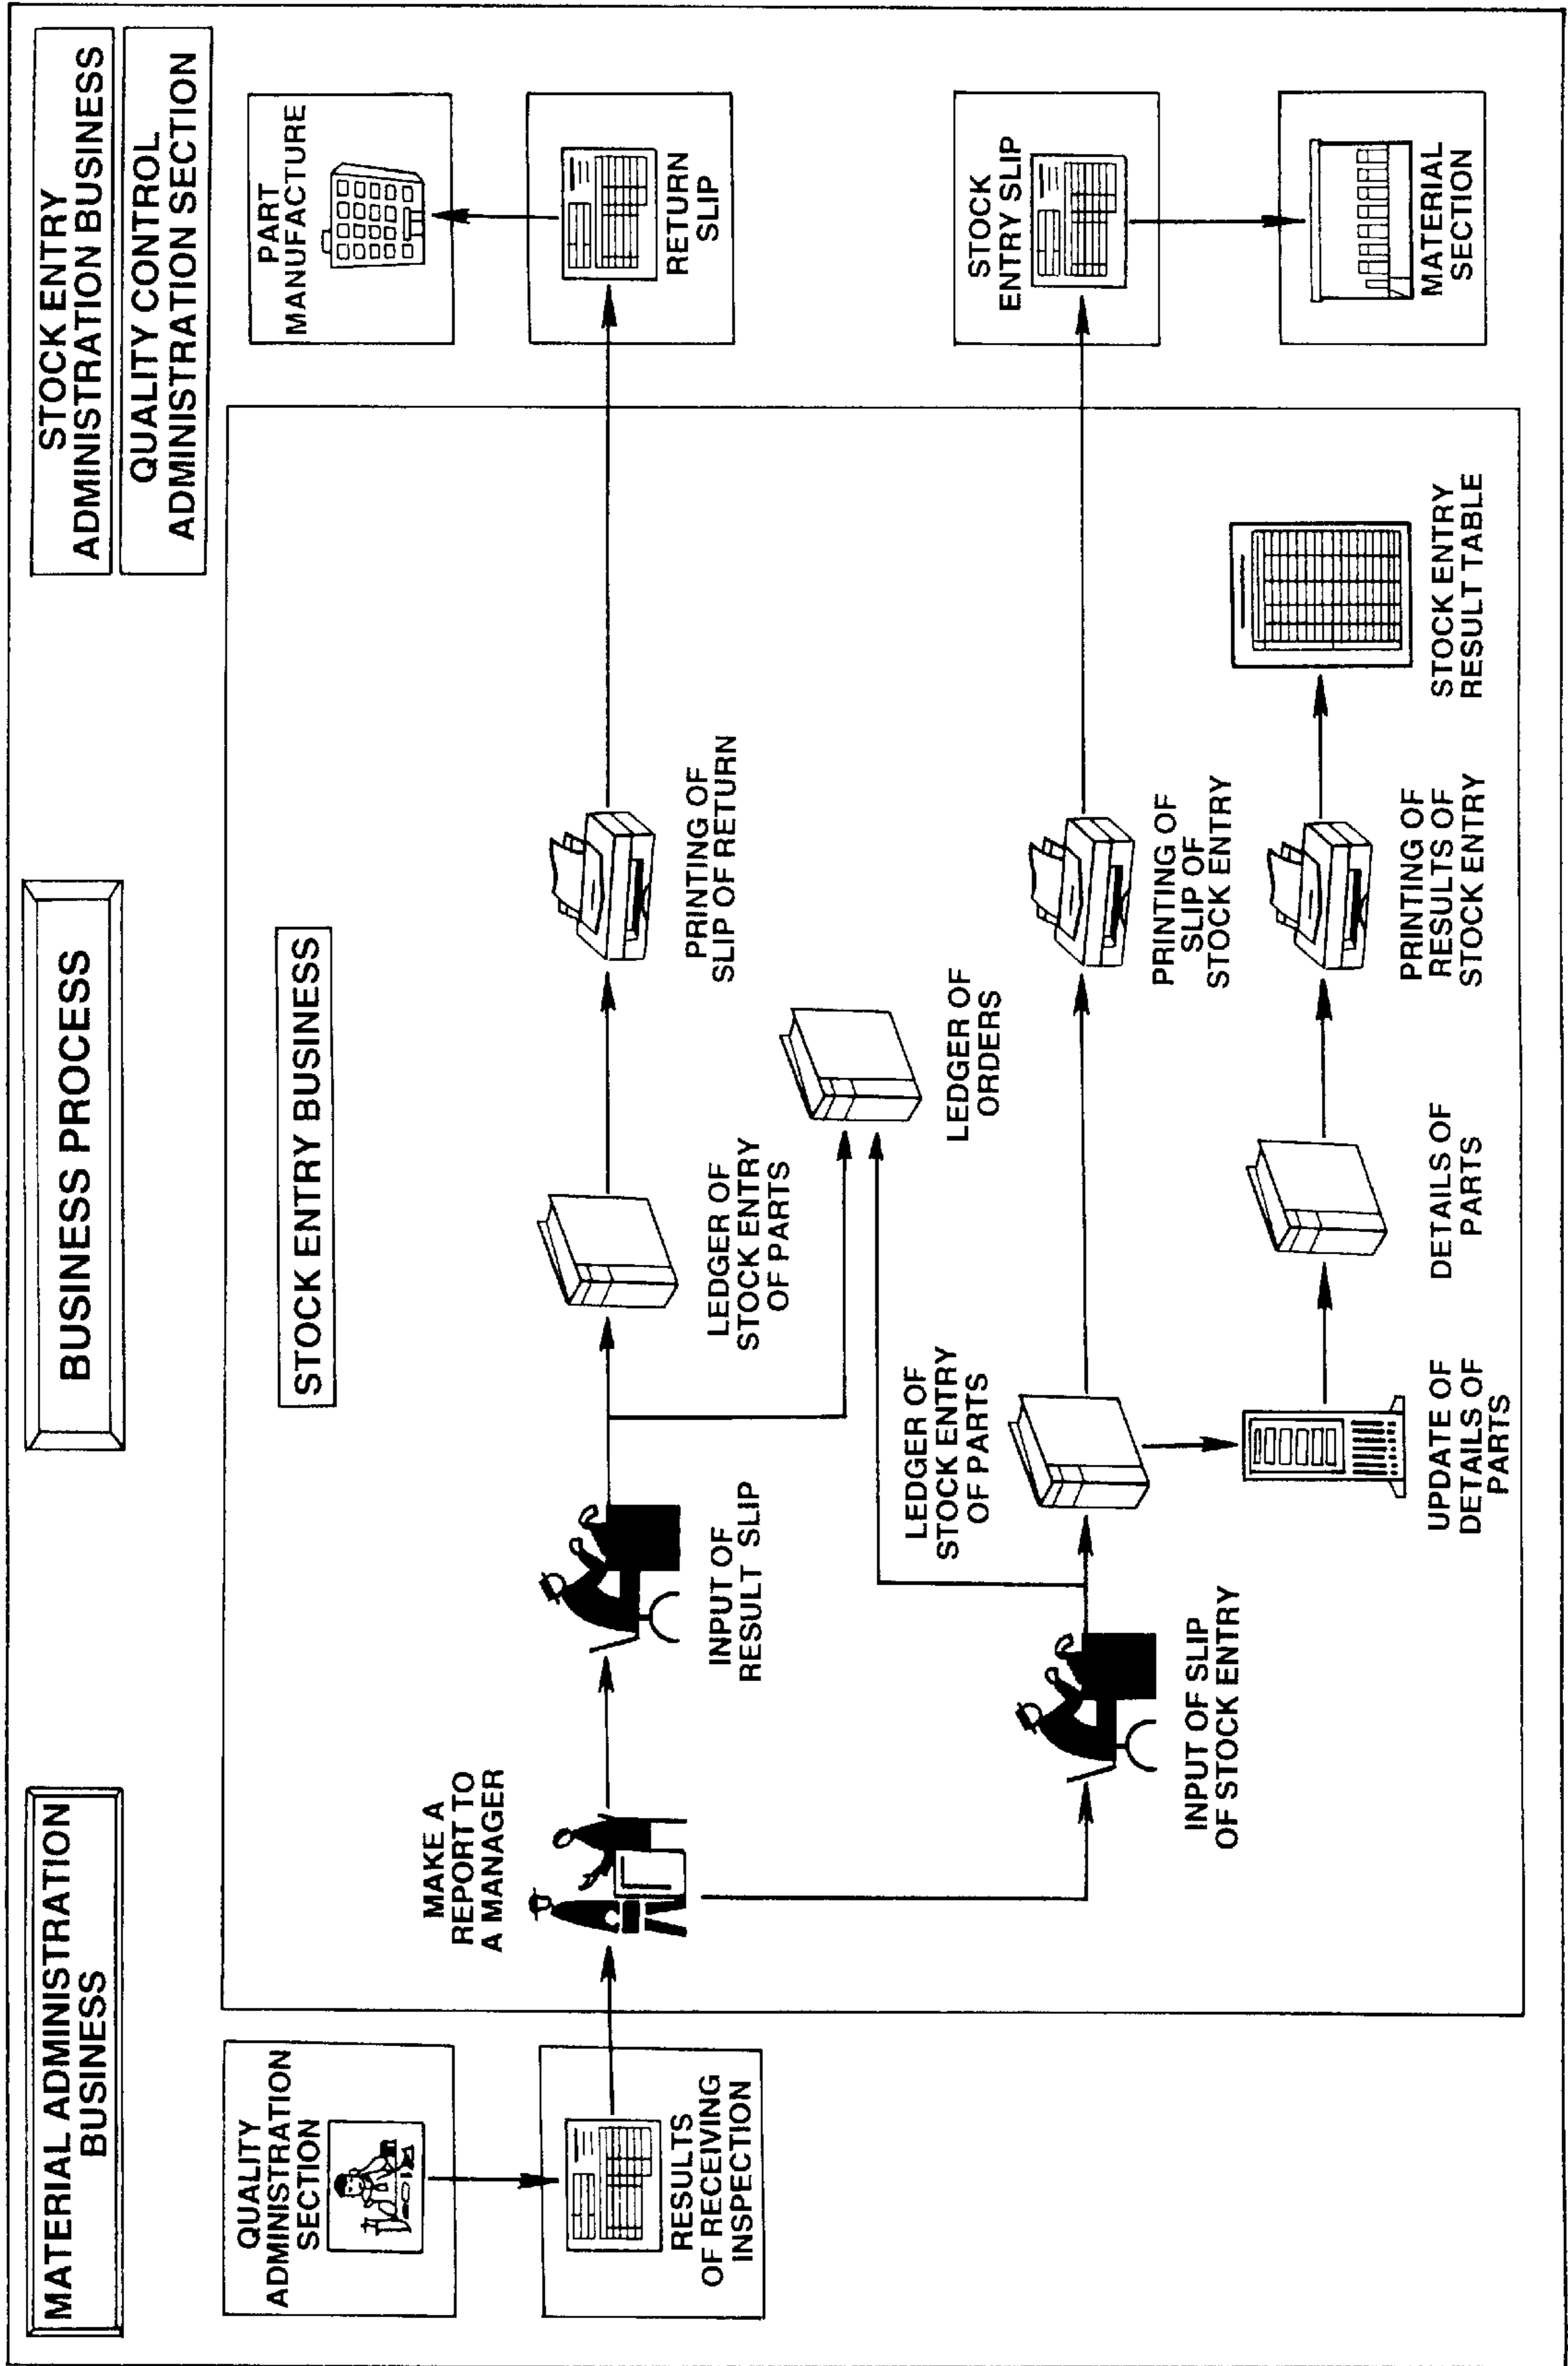 MATERIAL ADMINISTRATION
BUSINESS
BUSINESS PROCESS
STOCK ENTRY
ADMINISTRATION BUSINESS
QUALITY CONTROL
ADMINISTRATION SECTION
QUALITY
ADMINISTRATION
SECTION
RESULTS
OF RECEIVING
INSPECTION
STOCK ENTRY BUSINESS
MAKE A
REPORT TO
A MANAGER
INPUT OF
RESULT SLIP
LEDGER OF
STOCK ENTRY
OF PARTS
PRINTING OF
SLIP OF RETURN
LEDGER OF
ORDERS
INPUT OF SLIP
OF STOCK ENTRY
LEDGER OF
STOCK ENTRY
OF PARTS
PRINTING OF
SLIP OF
STOCK ENTRY
UPDATE OF
DETAILS OF
PARTS
DETAILS OF
PARTS
PRINTING OF
RESULTS OF
STOCK ENTRY
STOCK ENTRY
RESULT TABLE
PART
MANUFACTURE
RETURN
SLIP
STOCK
ENTRY SLIP
MATERIAL
SECTION